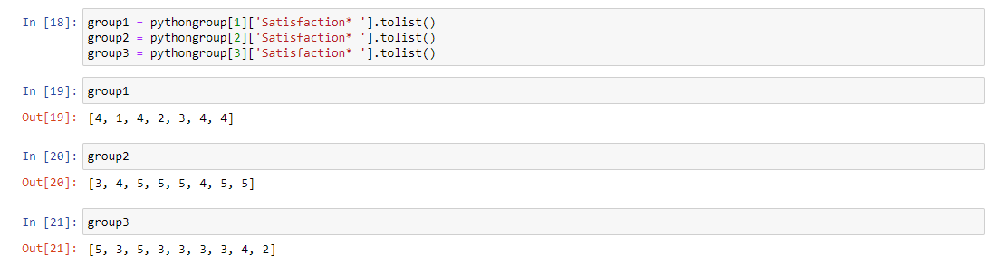 In [18]: group1 = pythongroup[1]['Satisfaction* '].tolist()
group2 = pythongroup[2]['Satisfaction* '].tolist()
group3 = pythongroup[3]['Satisfaction* '].tolist()
In [19]: group1
Out[19]: [4, 1, 4, 2, 3, 4, 4]
In [20]: group2
Out[20]: [3, 4, 5, 5, 5, 4, 5, 5]
In [21]: group3
Out[21]: [5, 3, 5, 3, 3, 3, 3, 4, 2]